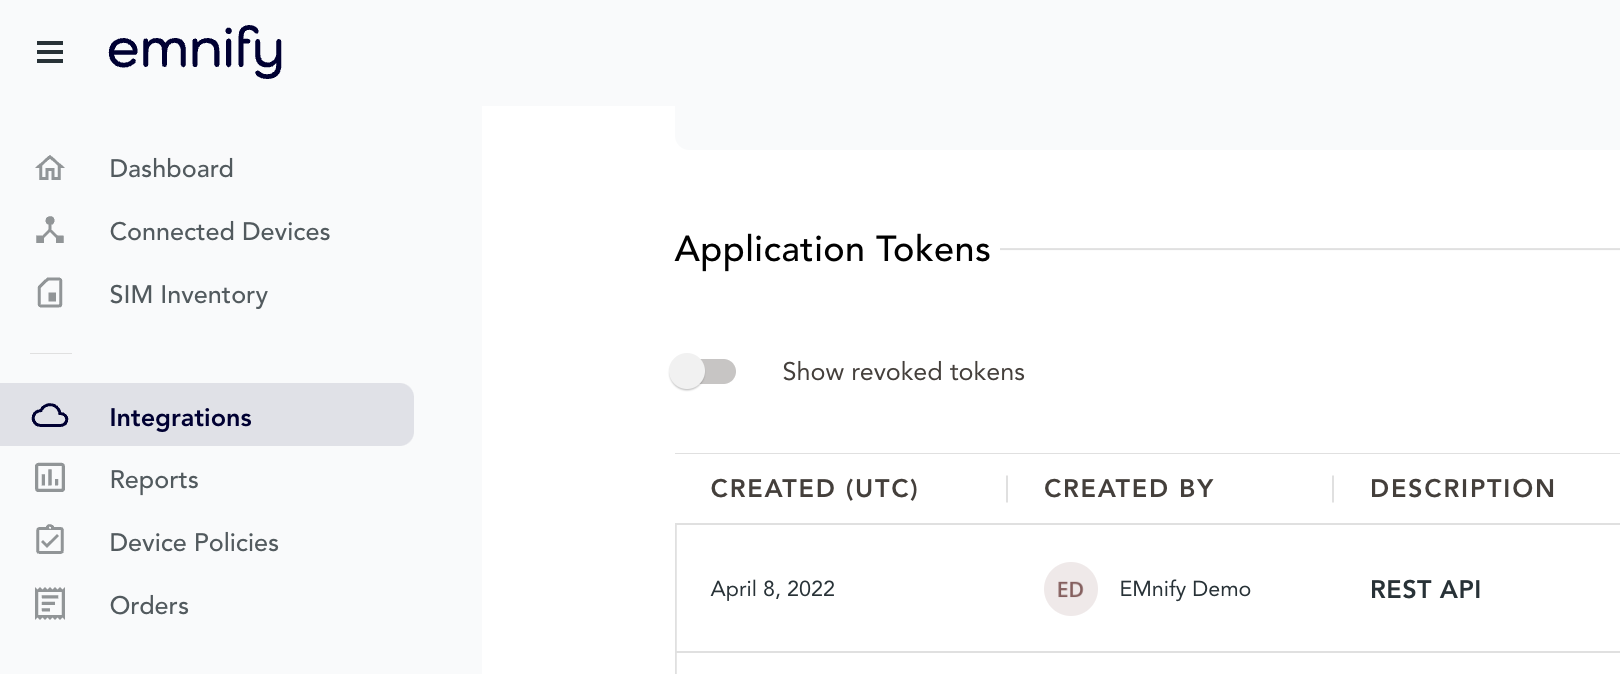 emnify
Dashboard
Connected Devices
SIM Inventory
Integrations
Reports
Device Policies
Orders
Application Tokens
Show revoked tokens
CREATED (UTC) CREATED BY DESCRIPTION
April 8, 2022 ED EMnify Demo REST API